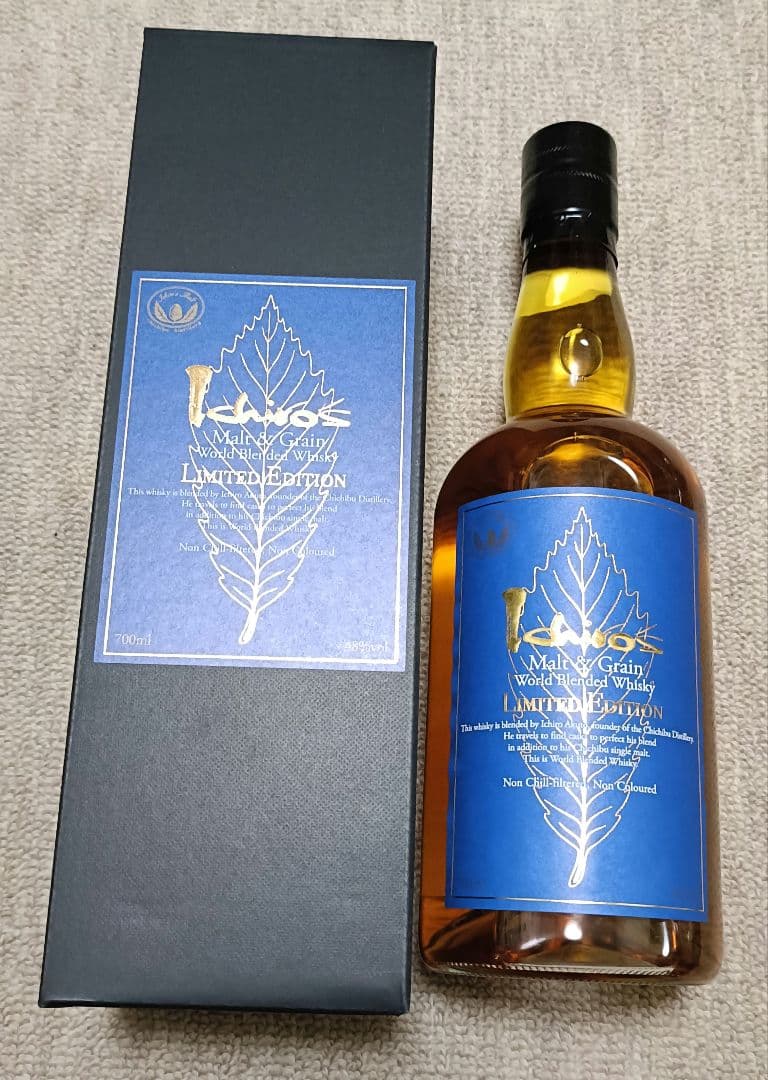 Ichiro's
Malt & Grain
World Blended Whisky
LIMITED EDITION
This whisky is blended by Ichiro Akuto, founder of the Chichibu Distillery.
He travels to find casks to perfect his blend
in addition to his Chichibu single malt.
This is World Blended Whisky.
Non Chill-filtered, Non Coloured
700ml
48%vol
Ichiro's
Malt & Grain
World Blended Whisky
LIMITED EDITION
This whisky is blended by Ichiro Akuto, founder of the Chichibu Distillery.
He travels to find casks to perfect his blend
in addition to his Chichibu single malt.
This is World Blended Whisky.
Non Chill-filtered, Non Coloured